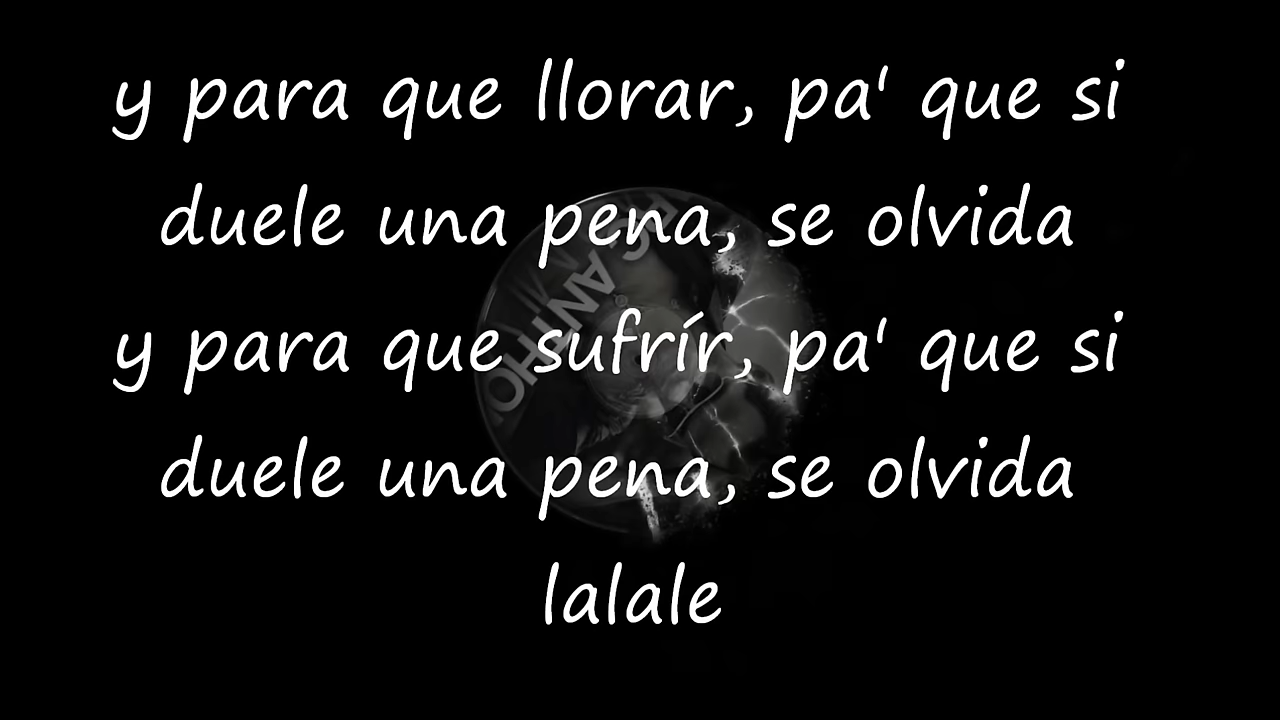 y para que llorar, pa' que si
duele una pena, se olvida
y para que sufrír, pa' que si
duele una pena, se olvida
lalale